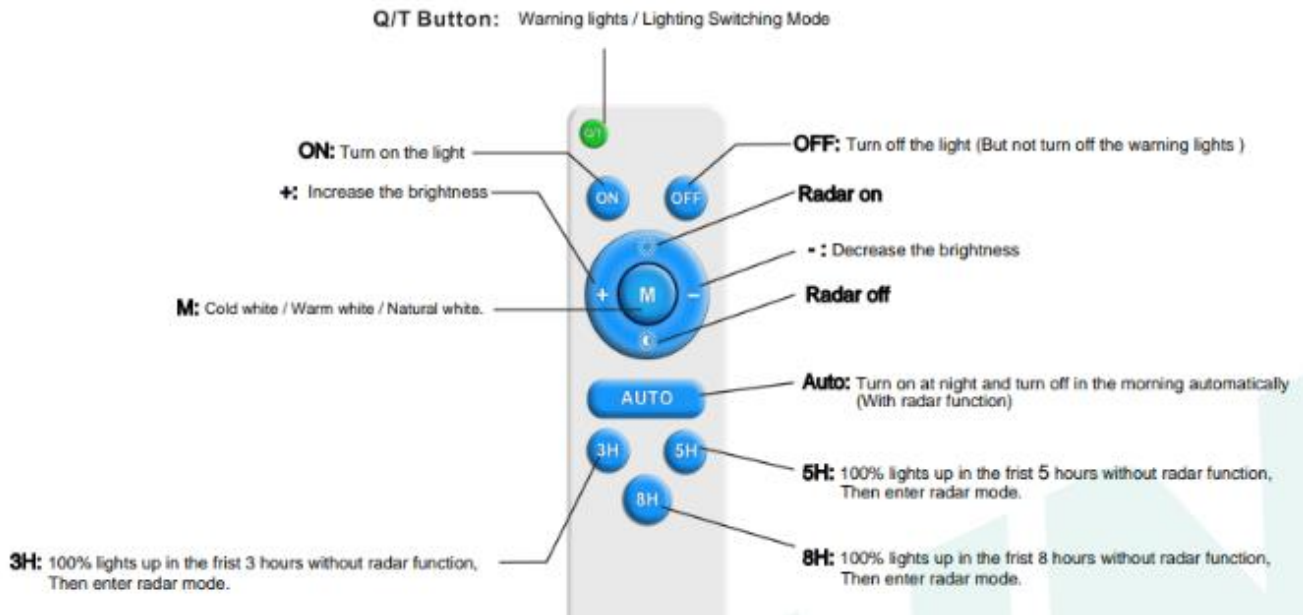 Q/T Button: Warning lights / Lighting Switching Mode
Q/T
ON: Turn on the light
OFF: Turn off the light (But not turn off the warning lights )
ON
OFF
+: Increase the brightness
Radar on
- : Decrease the brightness
+ M -
Radar off
M: Cold white / Warm white / Natural white.
Auto: Turn on at night and turn off in the morning automatically
(With radar function)
AUTO
3H
5H
5H: 100% lights up in the frist 5 hours without radar function,
Then enter radar mode.
8H
3H: 100% lights up in the frist 3 hours without radar function,
Then enter radar mode.
8H: 100% lights up in the frist 8 hours without radar function,
Then enter radar mode.